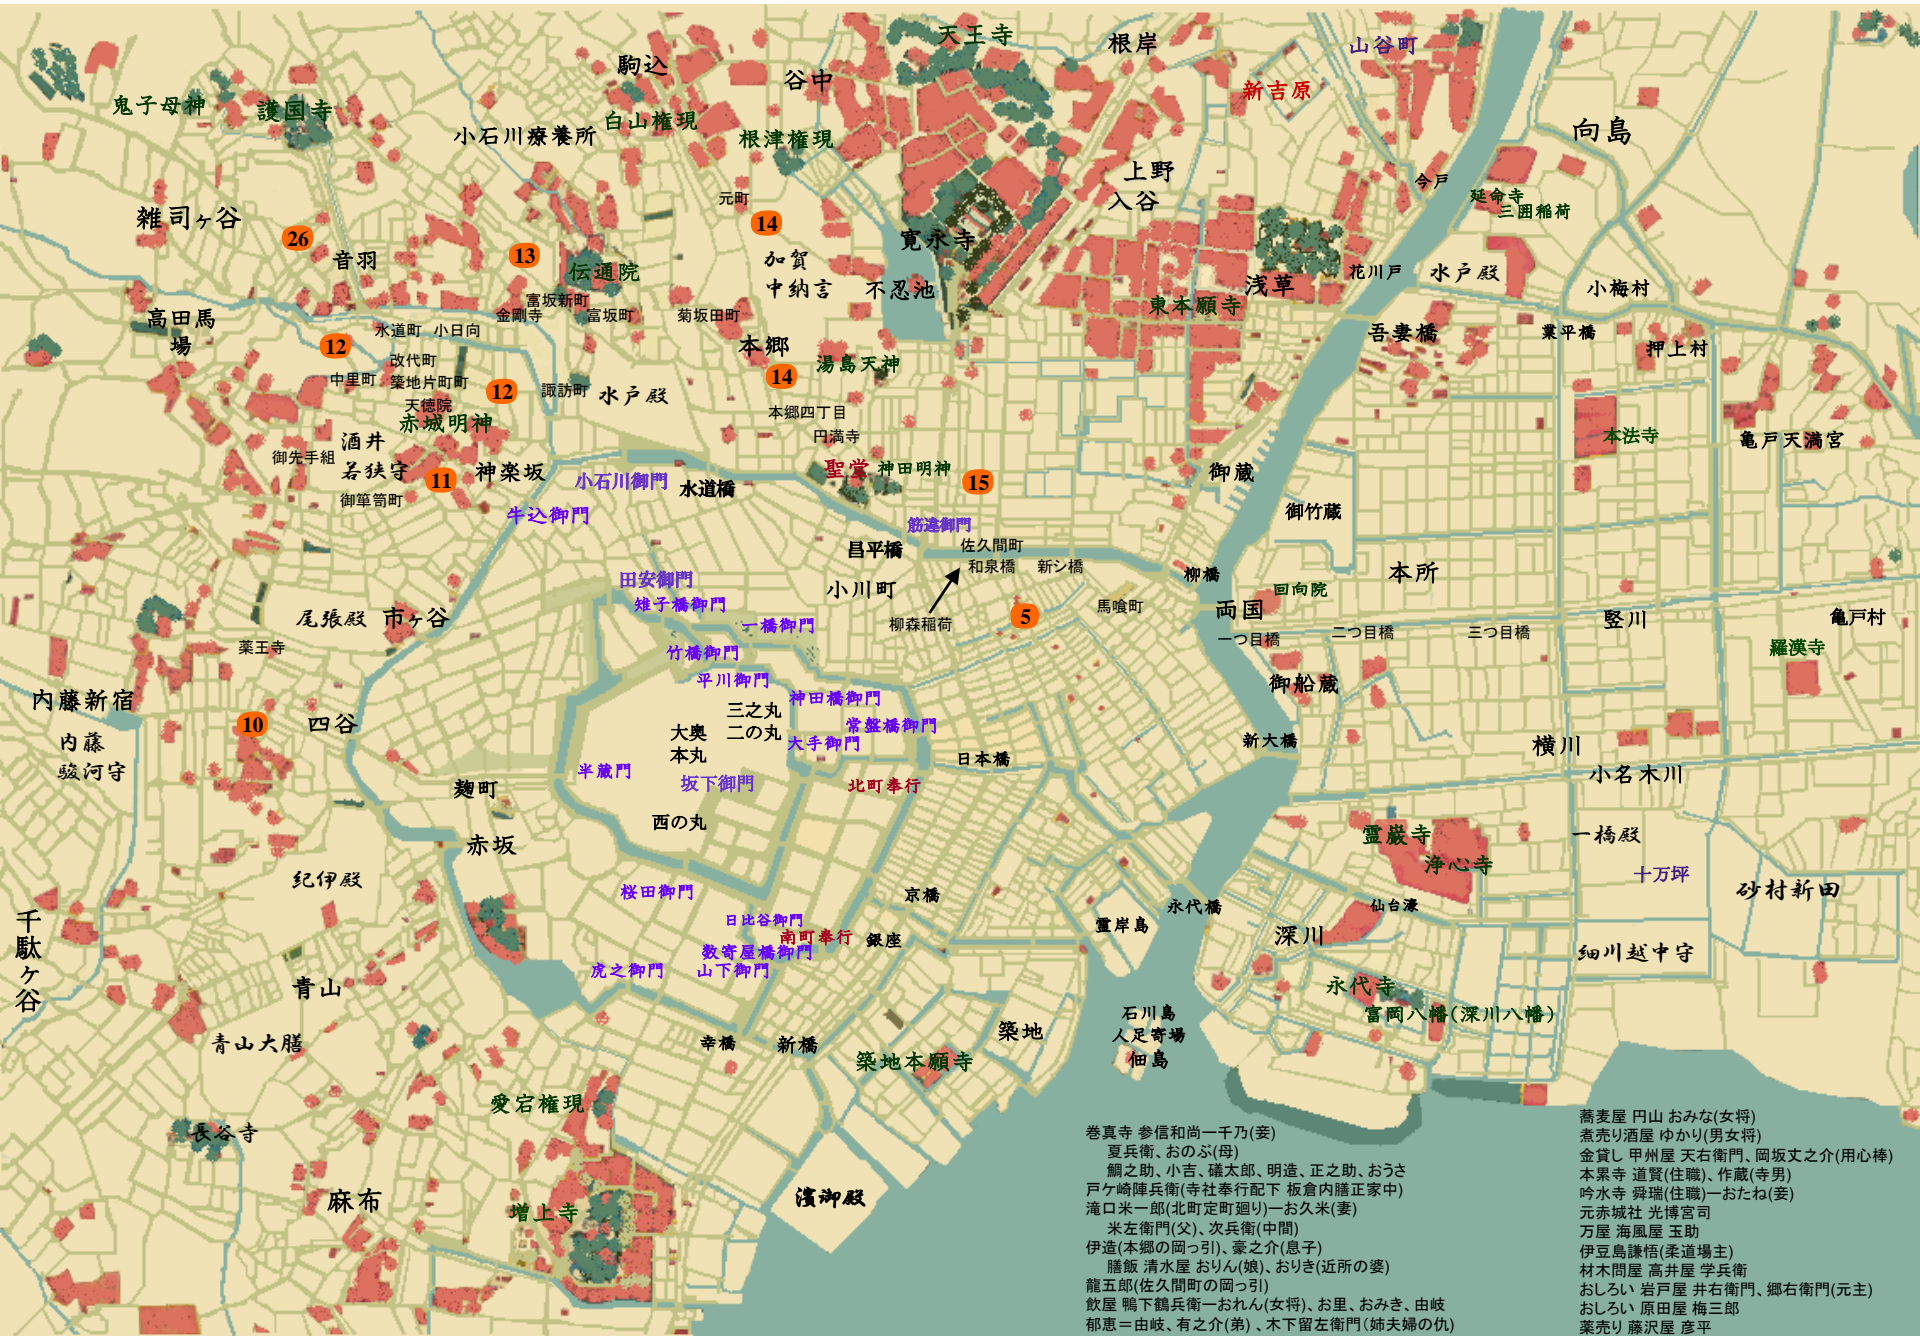 天王寺
根岸
山谷町
駒込
谷中
新吉原
鬼子母神
護国寺
小石川療養所
白山権現
根津権現
向島
上野
入谷
今戸
延命寺
三囲稲荷
元町
雑司ヶ谷
26
14
13
音羽
伝通院
加賀
中納言
寛永寺
不忍池
浅草
花川戸
水戸殿
小梅村
東本願寺
富坂新町
金剛寺
富坂町
菊坂田町
高田馬
場
水道町
小日向
12
本郷
吾妻橋
業平橋
押上村
改代町
中里町
築地片町町
12
諏訪町
水戸殿
湯島天神
14
天徳院
赤城明神
本郷四丁目
円満寺
本法寺
亀戸天満宮
酒井
若狭守
御先手組
11
神楽坂
御箪笥町
小石川御門
水道橋
聖堂
神田明神
15
御蔵
御竹蔵
牛込御門
筋違御門
昌平橋
佐久間町
和泉橋
新シ橋
柳橋
本所
田安御門
小川町
回向院
雉子橋御門
馬喰町
両国
5
柳森稲荷
一橋御門
尾張殿
市ヶ谷
薬王寺
一つ目橋
二つ目橋
三つ目橋
竪川
亀戸村
羅漢寺
竹橋御門
平川御門
神田橋御門
御船蔵
内藤新宿
内藤
駿河守
10
四谷
三之丸
二の丸
大奥
本丸
常盤橋御門
大手御門
新大橋
日本橋
横川
小名木川
半蔵門
坂下御門
北町奉行
麹町
西の丸
赤坂
霊巌寺
浄心寺
一橋殿
十万坪
砂村新田
紀伊殿
桜田御門
京橋
永代橋
仙台濠
日比谷御門
南町奉行
銀座
霊岸島
深川
細川越中守
千駄ヶ谷
数寄屋橋御門
虎之御門
山下御門
青山
永代寺
富岡八幡(深川八幡)
青山大膳
石川島
人足寄場
佃島
築地
幸橋
新橋
築地本願寺
愛宕権現
長谷寺
麻布
増上寺
濱御殿
巻真寺 参信和尚ー千乃(妾)
夏兵衛、おのぶ(母)
鯛之助、小吉、礒太郎、明造、正之助、おうさ
戸ケ崎陣兵衛(寺社奉行配下 板倉内膳正家中)
滝口米一郎(北町定町廻り)ーお久米(妻)
米左衛門(父)、次兵衛(中間)
伊造(本郷の岡っ引)、豪之介(息子)
膳飯 清水屋 おりん(娘)、おりき(近所の婆)
龍五郎(佐久間町の岡っ引)
飲屋 鴨下鶴兵衛ーおれん(女将)、お里、おみき、由岐
郁恵＝由岐、有之介(弟) 、木下留左衛門(姉夫婦の仇)
蕎麦屋 円山 おみな(女将)
煮売り酒屋 ゆかり(男女将)
金貸し 甲州屋 天右衛門、岡坂丈之介(用心棒)
本累寺 道賢(住職)、作蔵(寺男)
吟水寺 舜瑞(住職)ーおたね(妾)
元赤城社 光博宮司
万屋 海風屋 玉助
伊豆島謙悟(柔道場主)
材木問屋 高井屋 学兵衛
おしろい 岩戸屋 井右衛門、郷右衛門(元主)
おしろい 原田屋 梅三郎
薬売り 藤沢屋 彦平